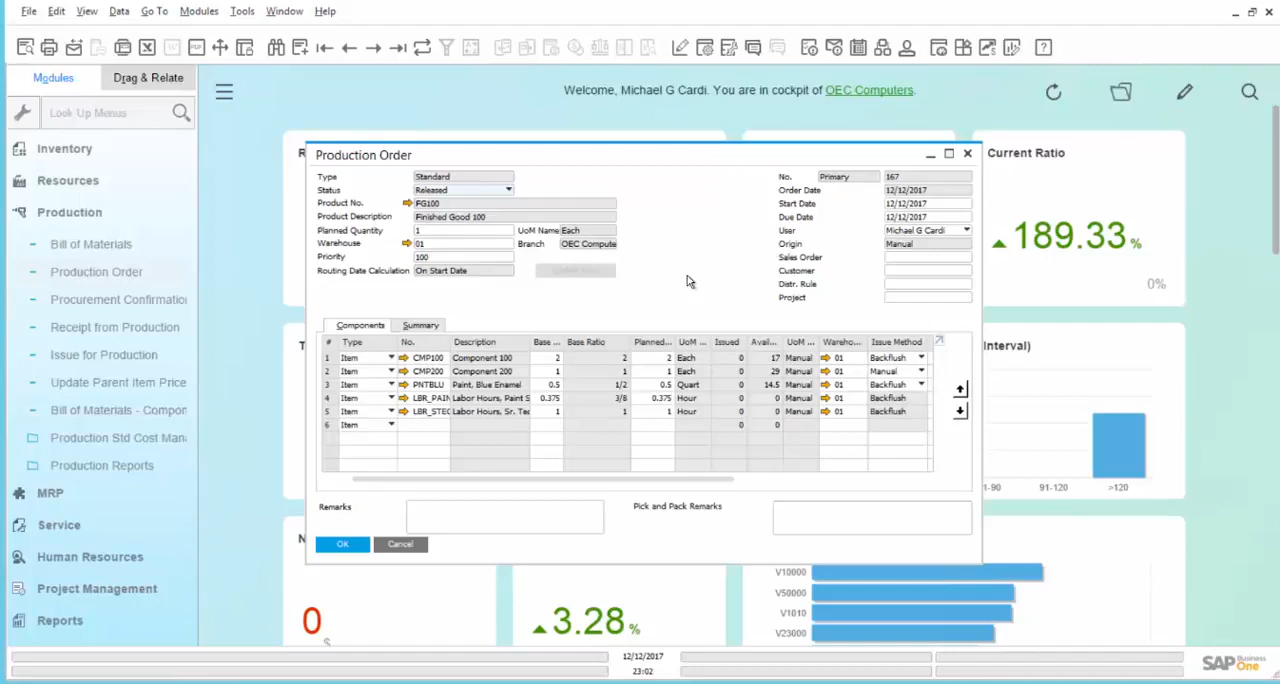 File Edit View Data Go To Modules Tools Window Help
Modules Drag & Relate
Look Up Menus
Inventory
Resources
Production
Bill of Materials
Production Order
Procurement Confirmatio
Receipt from Production
Issue for Production
Update Parent Item Price
Bill of Materials - Compon
Production Std Cost Mana
Production Reports
MRP
Service
Human Resources
Project Management
Reports
Welcome, Michael G Cardi. You are in cockpit of OEC Computers.
R
Current Ratio
189.33 %
0%
T
Interval)
1-90 91-120 >120
N
0
$
3.28 %
V10000
V50000
V1010
V23000
Production Order
Type Standard
Status Released
Product No. FG100
Product Description Finished Good 100
Planned Quantity 1 UoM Name Each
Warehouse 01 Branch OEC Compute
Priority 100
Routing Date Calculation On Start Date
No. Primary 167
Order Date 12/12/2017
Start Date 12/12/2017
Due Date 12/12/2017
User Michael G Cardi
Origin Manual
Sales Order
Customer
Distr. Rule
Project
Components Summary
# Type No. Description Base ... Base Ratio Planned... UoM ... Issued Avai... UoM ... Wareho... Issue Method
1 Item CMP100 Component 100 2 2 2 Each 0 17 Manual 01 Backflush
2 Item CMP200 Component 200 1 1 1 Each 0 29 Manual 01 Manual
3 Item PNTBLU Paint, Blue Enamel 0.5 1/2 0.5 Quart 0 14.5 Manual 01 Backflush
4 Item LBR_PAIN Labor Hours, Paint S 0.375 3/8 0.375 Hour 0 0 Manual 01 Backflush
5 Item LBR_STEC Labor Hours, Sr. Tec 1 1 1 Hour 0 0 Manual 01 Backflush
6 Item 0 0
Remarks
Pick and Pack Remarks
OK Cancel
12/12/2017
23:02
SAP Business One